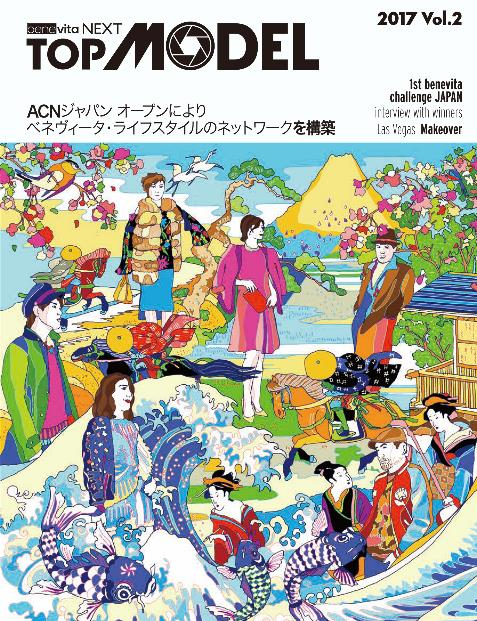 benevita NEXT
TOP MODEL
2017 Vol.2
1st benevita
challenge JAPAN
interview with winners
Las Vegas Makeover
ACNジャパン オープンにより
ベネヴィータ・ライフスタイルのネットワークを構築